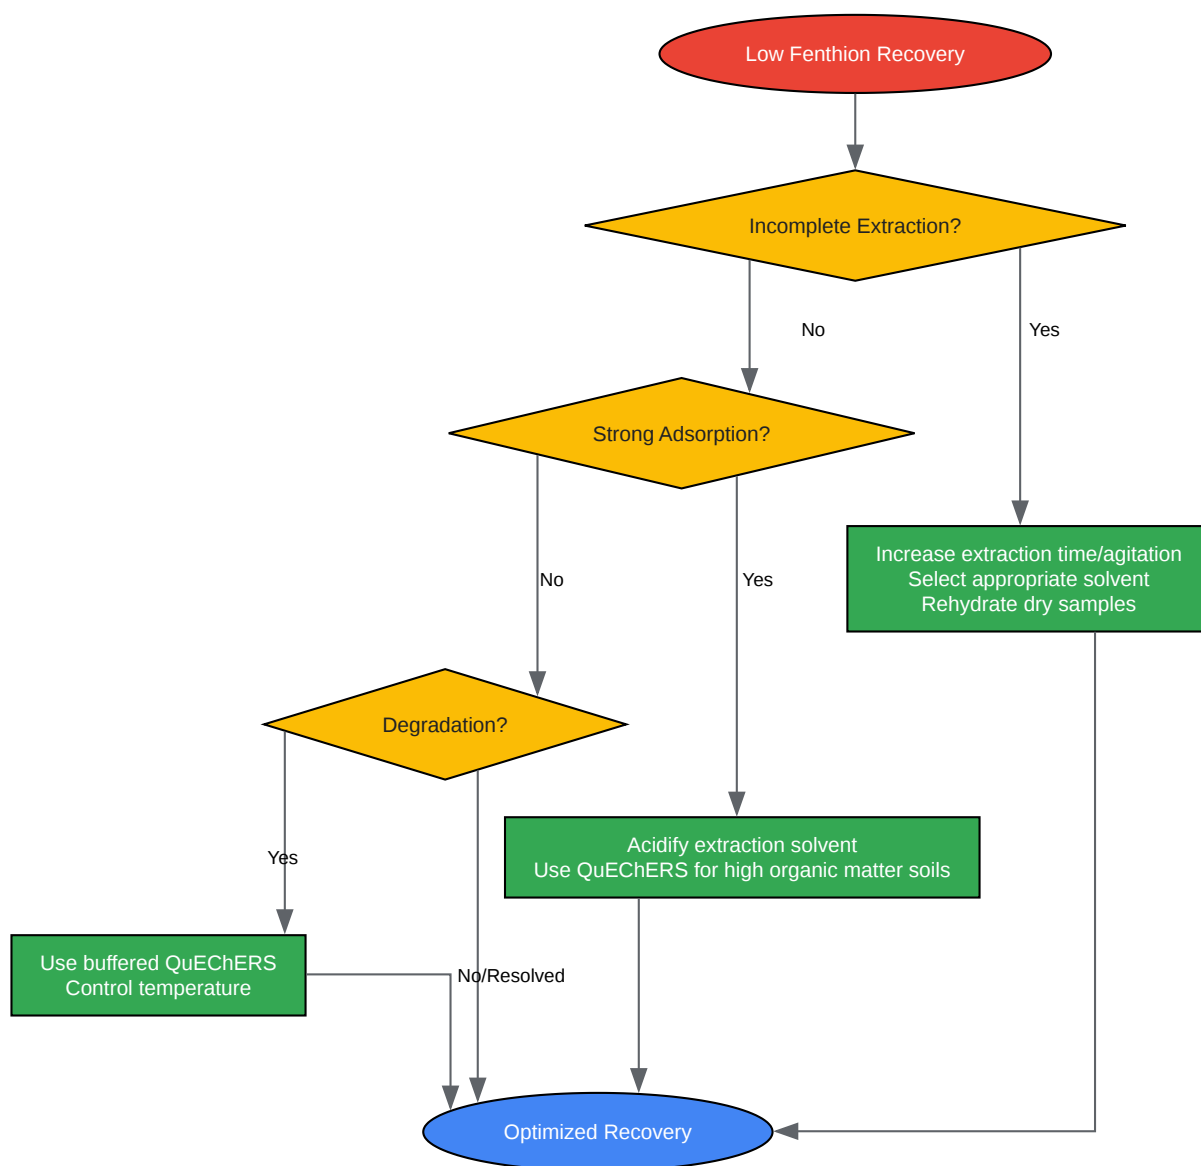 Low Fenthion Recovery
Incomplete Extraction?
No
Yes
Strong Adsorption?
Increase extraction time/agitation
Select appropriate solvent
Rehydrate dry samples
No
Yes
Degradation?
Acidify extraction solvent
Use QuEChERS for high organic matter soils
Yes
Use buffered QuEChERS
Control temperature
No/Resolved
Optimized Recovery